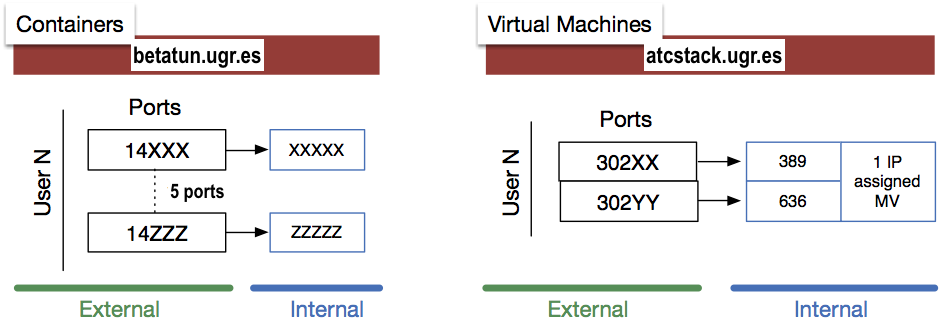 Containers
betatun.ugr.es
Ports
User N
14XXX
XXXXX
5 ports
14ZZZ
ZZZZZ
External
Internal
Virtual Machines
atcstack.ugr.es
Ports
User N
302XX
389
302YY
636
1 IP
assigned
MV
External
Internal